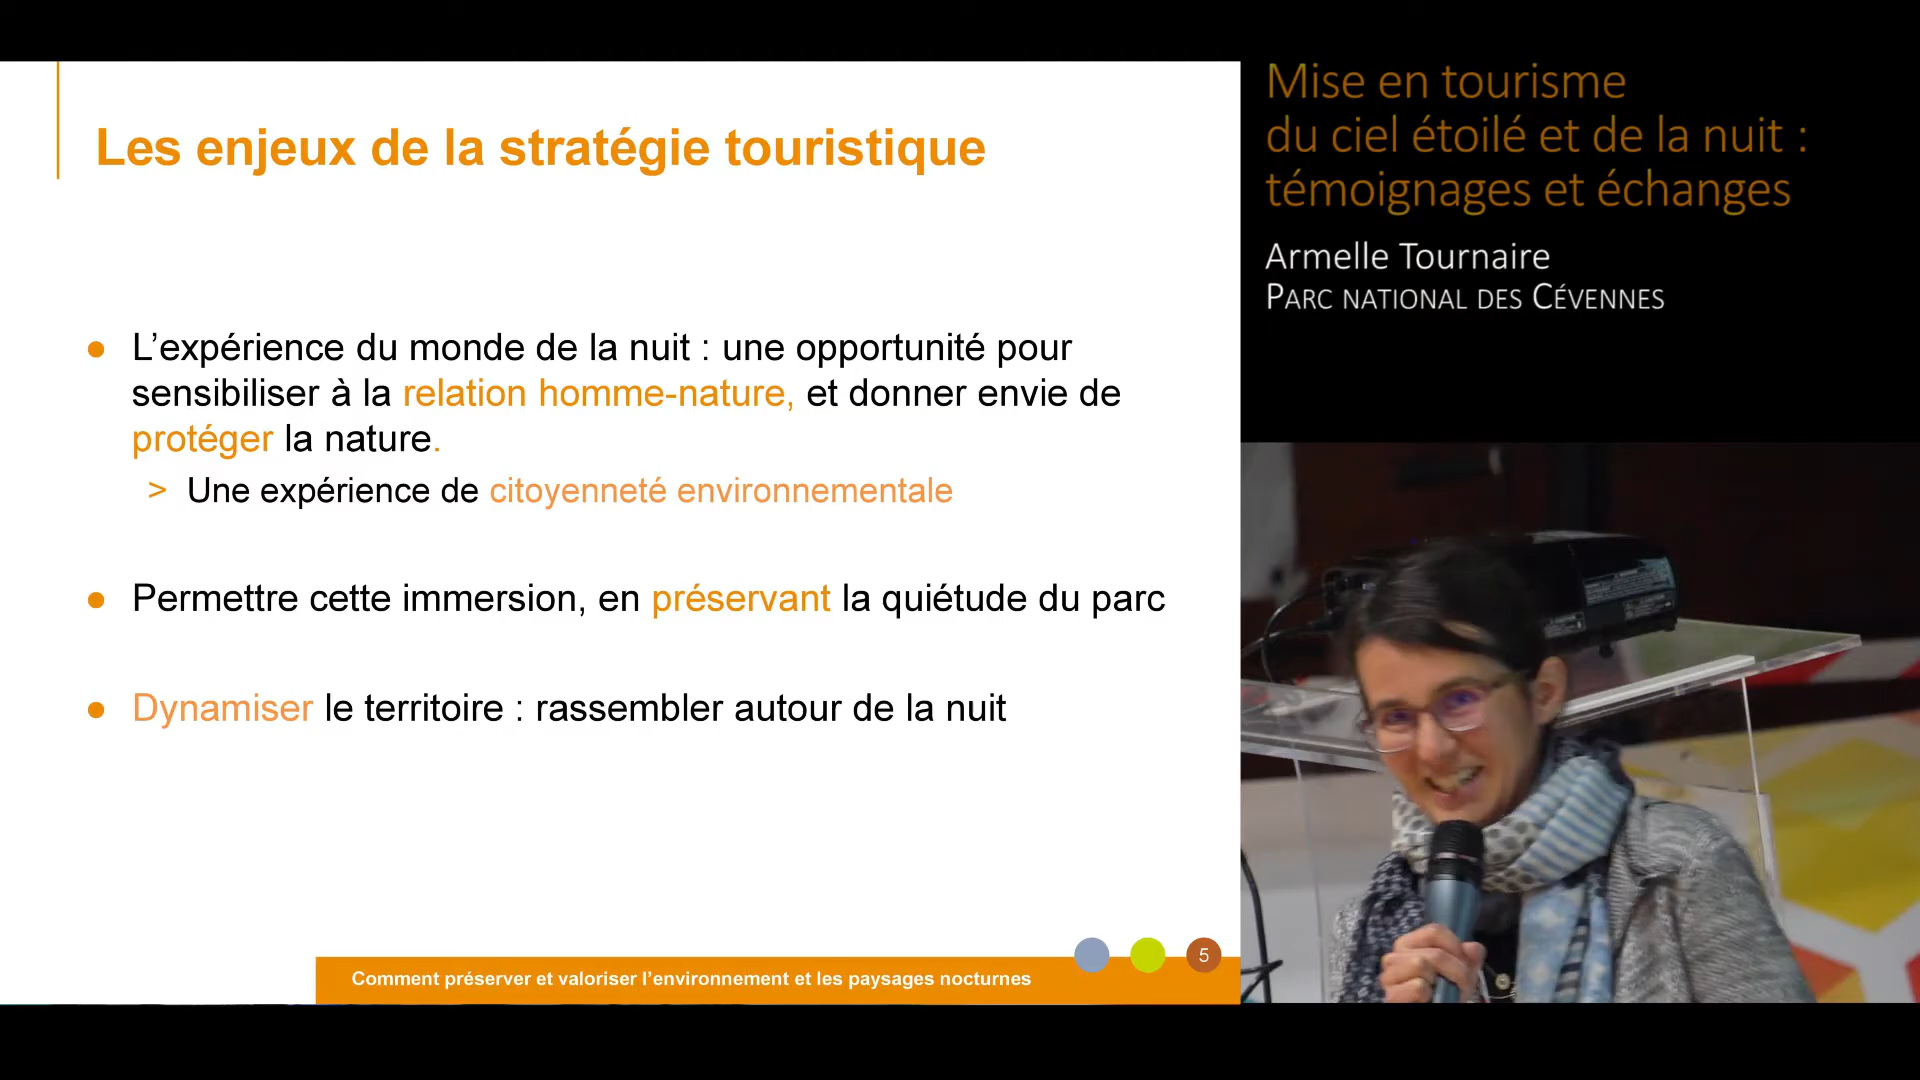 Les enjeux de la stratégie touristique
● L’expérience du monde de la nuit : une opportunité pour
sensibiliser à la relation homme-nature, et donner envie de
protéger la nature.
> Une expérience de citoyenneté environnementale
● Permettre cette immersion, en préservant la quiétude du parc
● Dynamiser le territoire : rassembler autour de la nuit
Comment préserver et valoriser l’environnement et les paysages nocturnes
5
Mise en tourisme
du ciel étoilé et de la nuit :
témoignages et échanges
Armelle Tournaire
PARC NATIONAL DES CÉVENNES